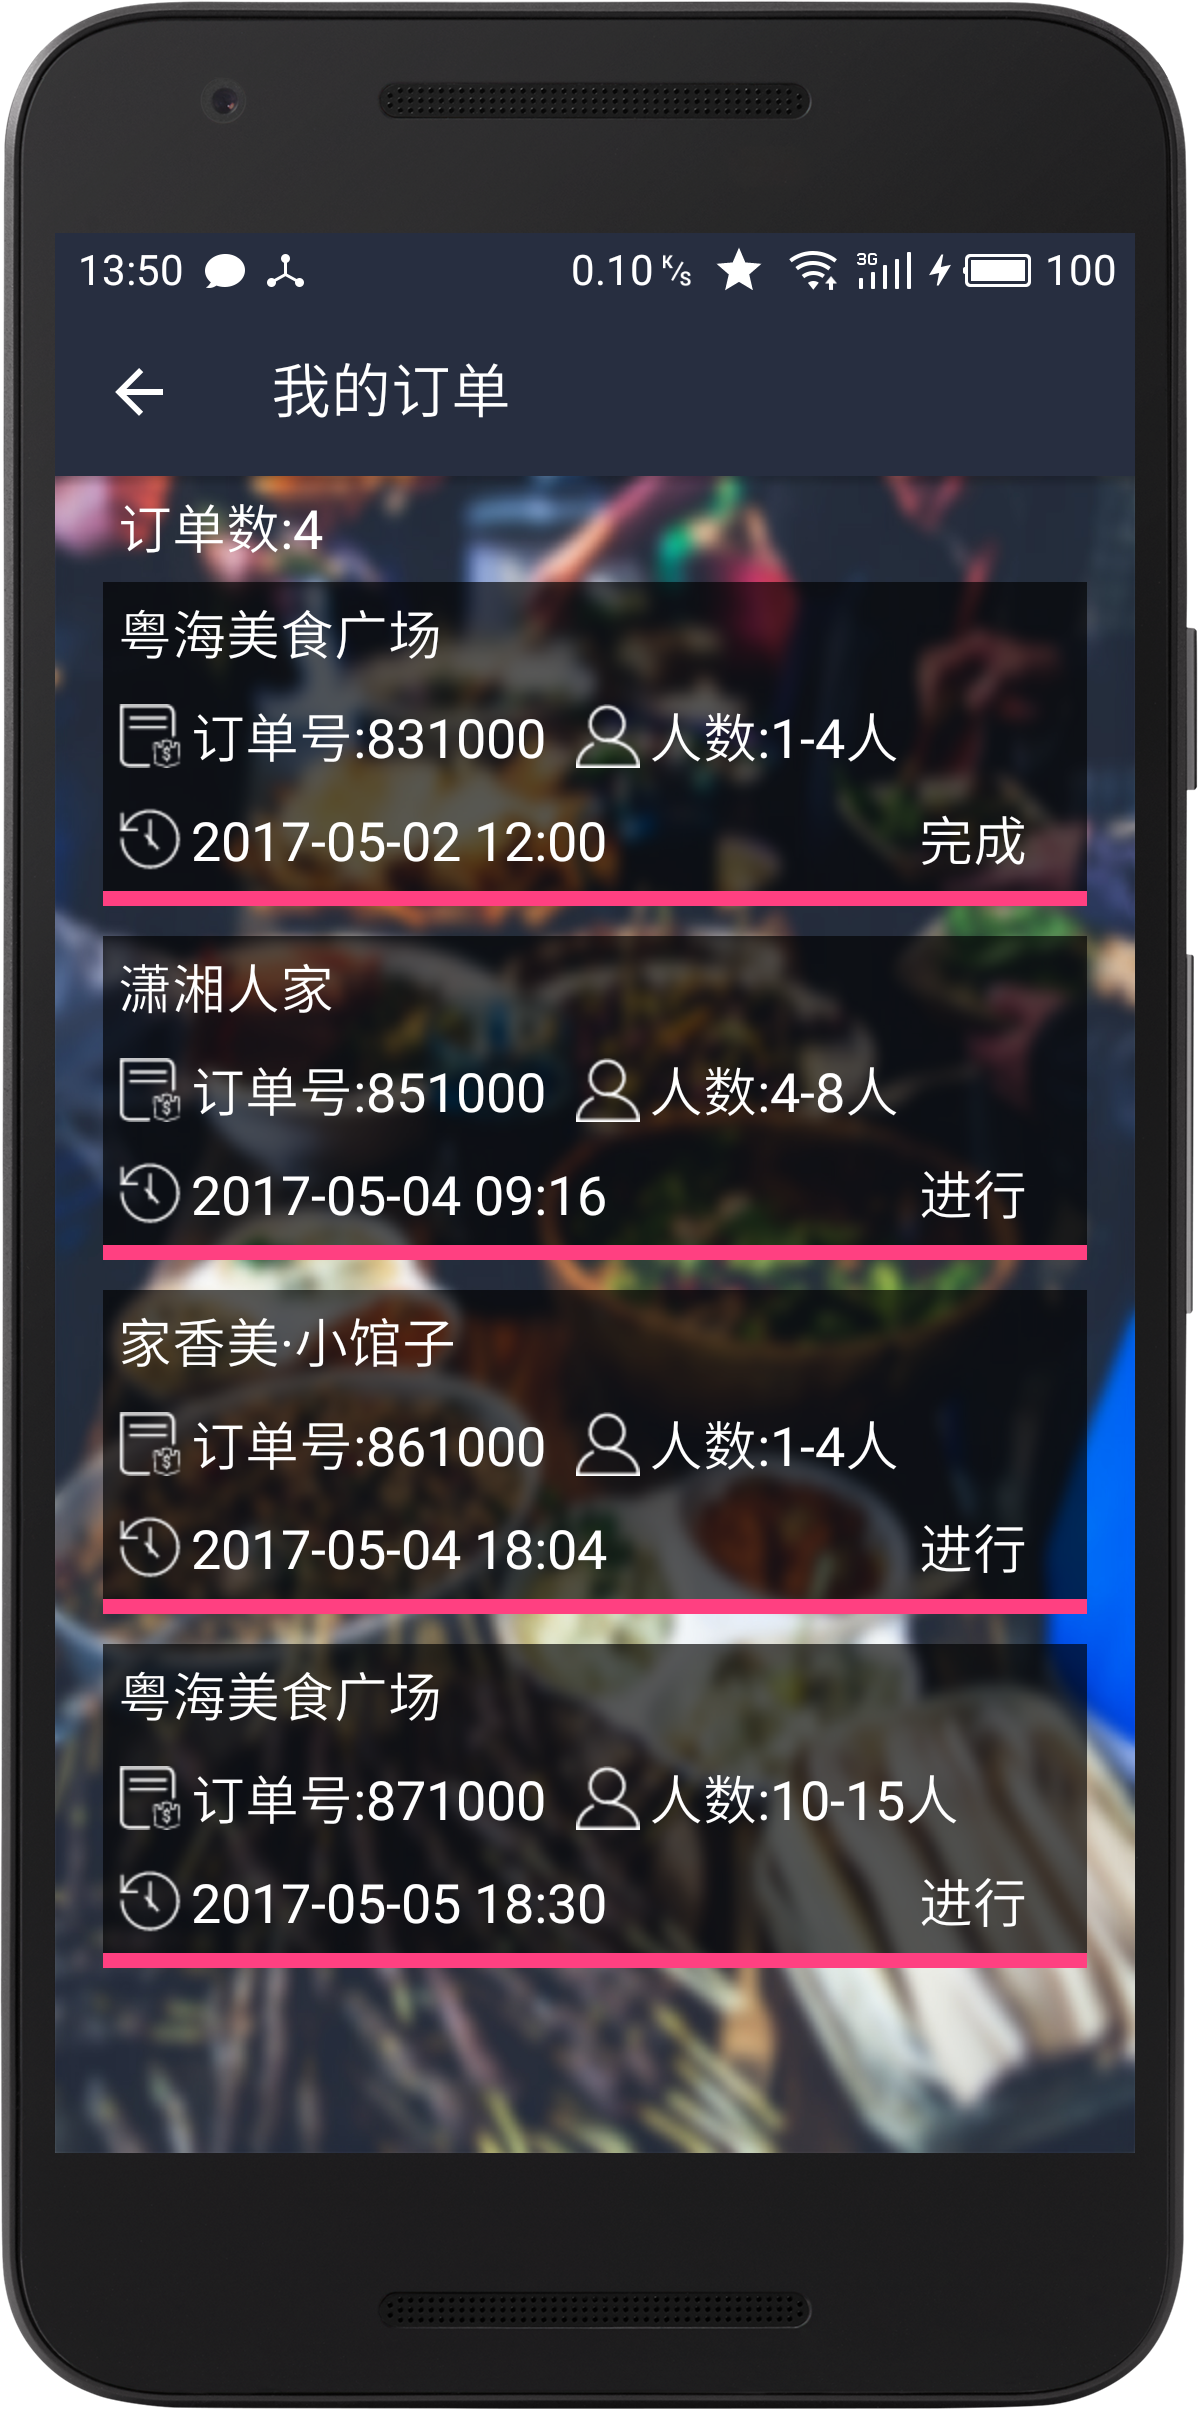 13:50 0.10 K/s 3G 100
我的订单
订单数:4
粤海美食广场
订单号:831000 人数:1-4人
2017-05-02 12:00 完成
潇湘人家
订单号:851000 人数:4-8人
2017-05-04 09:16 进行
家香美·小馆子
订单号:861000 人数:1-4人
2017-05-04 18:04 进行
粤海美食广场
订单号:871000 人数:10-15人
2017-05-05 18:30 进行